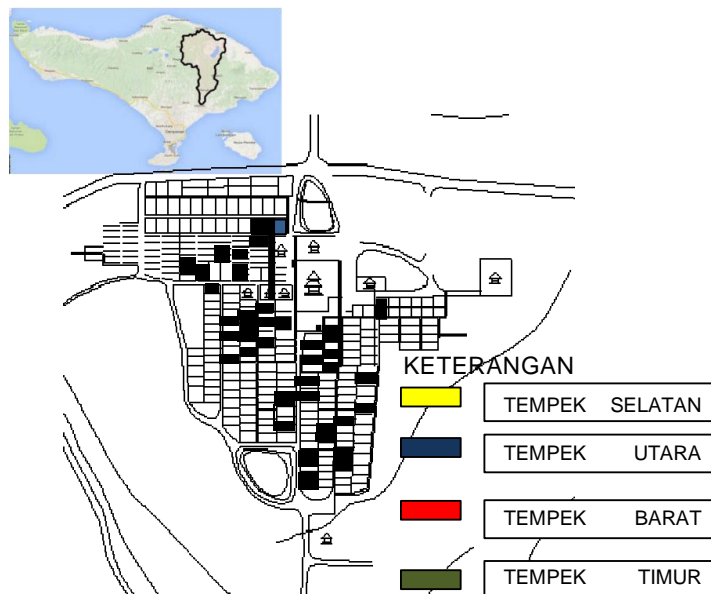 KETERANGAN
TEMPEK SELATAN
TEMPEK UTARA
TEMPEK BARAT
TEMPEK TIMUR